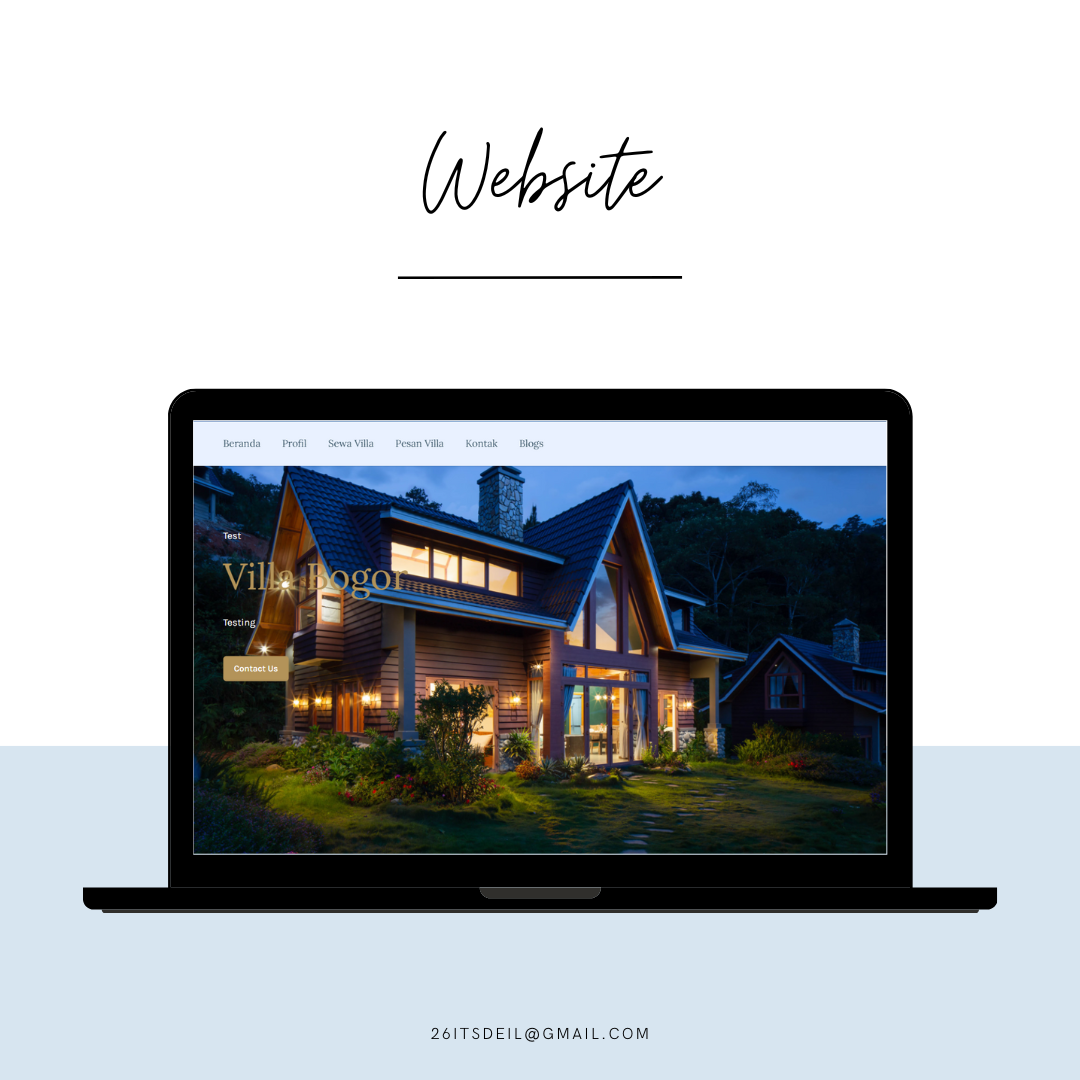 Website
Beranda Profil Sewa Villa Pesan Villa Kontak Blogs
Test
Villa Bogor
Testing
Contact Us
26ITSDEIL@GMAIL.COM